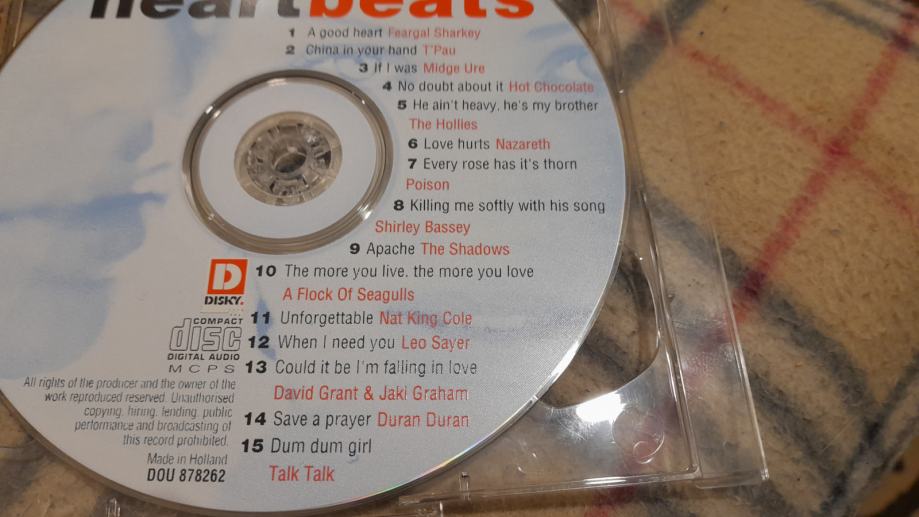 heartbeats
1 A good heart Feargal Sharkey
2 China in your hand T'Pau
3 If I was Midge Ure
4 No doubt about it Hot Chocolate
5 He ain't heavy, he's my brother
The Hollies
6 Love hurts Nazareth
7 Every rose has it's thorn
Poison
8 Killing me softly with his song
Shirley Bassey
9 Apache The Shadows
10 The more you live, the more you love
A Flock Of Seagulls
11 Unforgettable Nat King Cole
12 When I need you Leo Sayer
13 Could it be I'm falling in love
David Grant & Jaki Graham
14 Save a prayer Duran Duran
15 Dum dum girl
Talk Talk
D
DISKY.
COMPACT
disc
DIGITAL AUDIO
MCPS
All rights of the producer and the owner of the
work reproduced reserved. Unauthorised
copying, hiring, lending, public
performance and broadcasting of
this record prohibited.
Made in Holland
DOU 878262